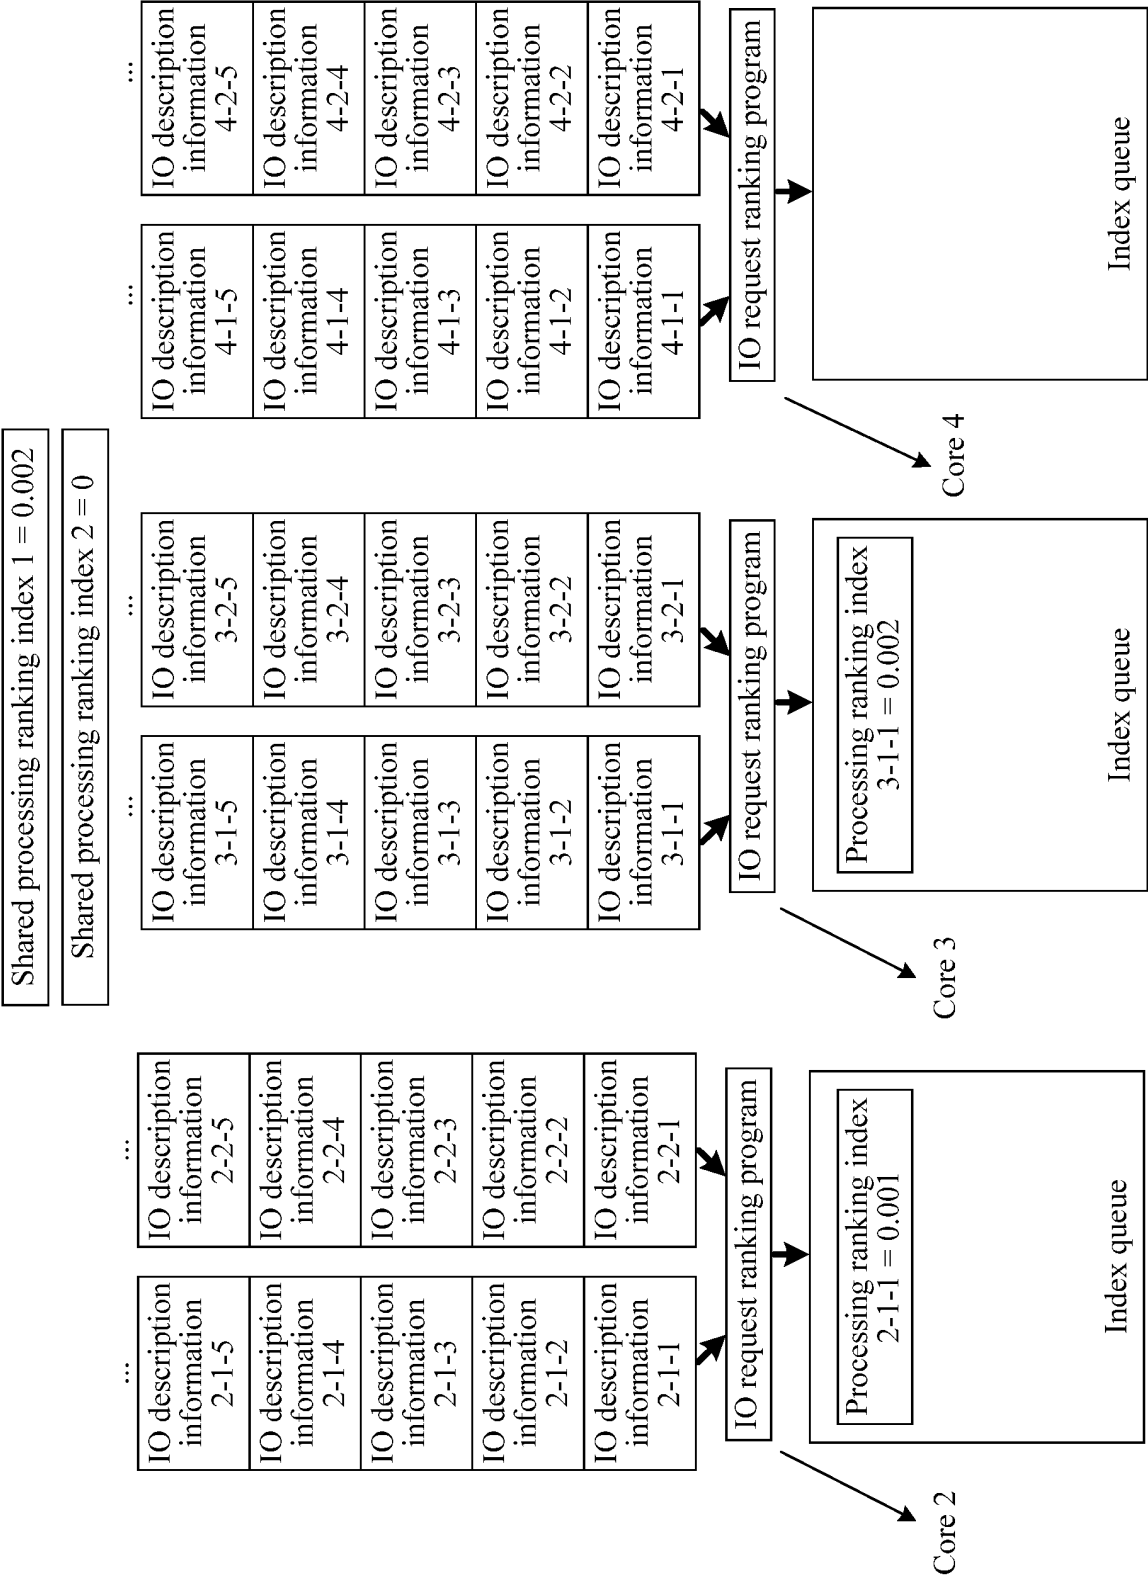 Shared processing ranking index 1 = 0.002
Shared processing ranking index 2 = 0
...
IO description
information
2-1-5
IO description
information
2-1-4
IO description
information
2-1-3
IO description
information
2-1-2
IO description
information
2-1-1
...
IO description
information
2-2-5
IO description
information
2-2-4
IO description
information
2-2-3
IO description
information
2-2-2
IO description
information
2-2-1
IO request ranking program
Core 2
Processing ranking index
2-1-1 = 0.001
Index queue
...
IO description
information
3-1-5
IO description
information
3-1-4
IO description
information
3-1-3
IO description
information
3-1-2
IO description
information
3-1-1
...
IO description
information
3-2-5
IO description
information
3-2-4
IO description
information
3-2-3
IO description
information
3-2-2
IO description
information
3-2-1
IO request ranking program
Core 3
Processing ranking index
3-1-1 = 0.002
Index queue
...
IO description
information
4-1-5
IO description
information
4-1-4
IO description
information
4-1-3
IO description
information
4-1-2
IO description
information
4-1-1
...
IO description
information
4-2-5
IO description
information
4-2-4
IO description
information
4-2-3
IO description
information
4-2-2
IO description
information
4-2-1
IO request ranking program
Core 4
Index queue